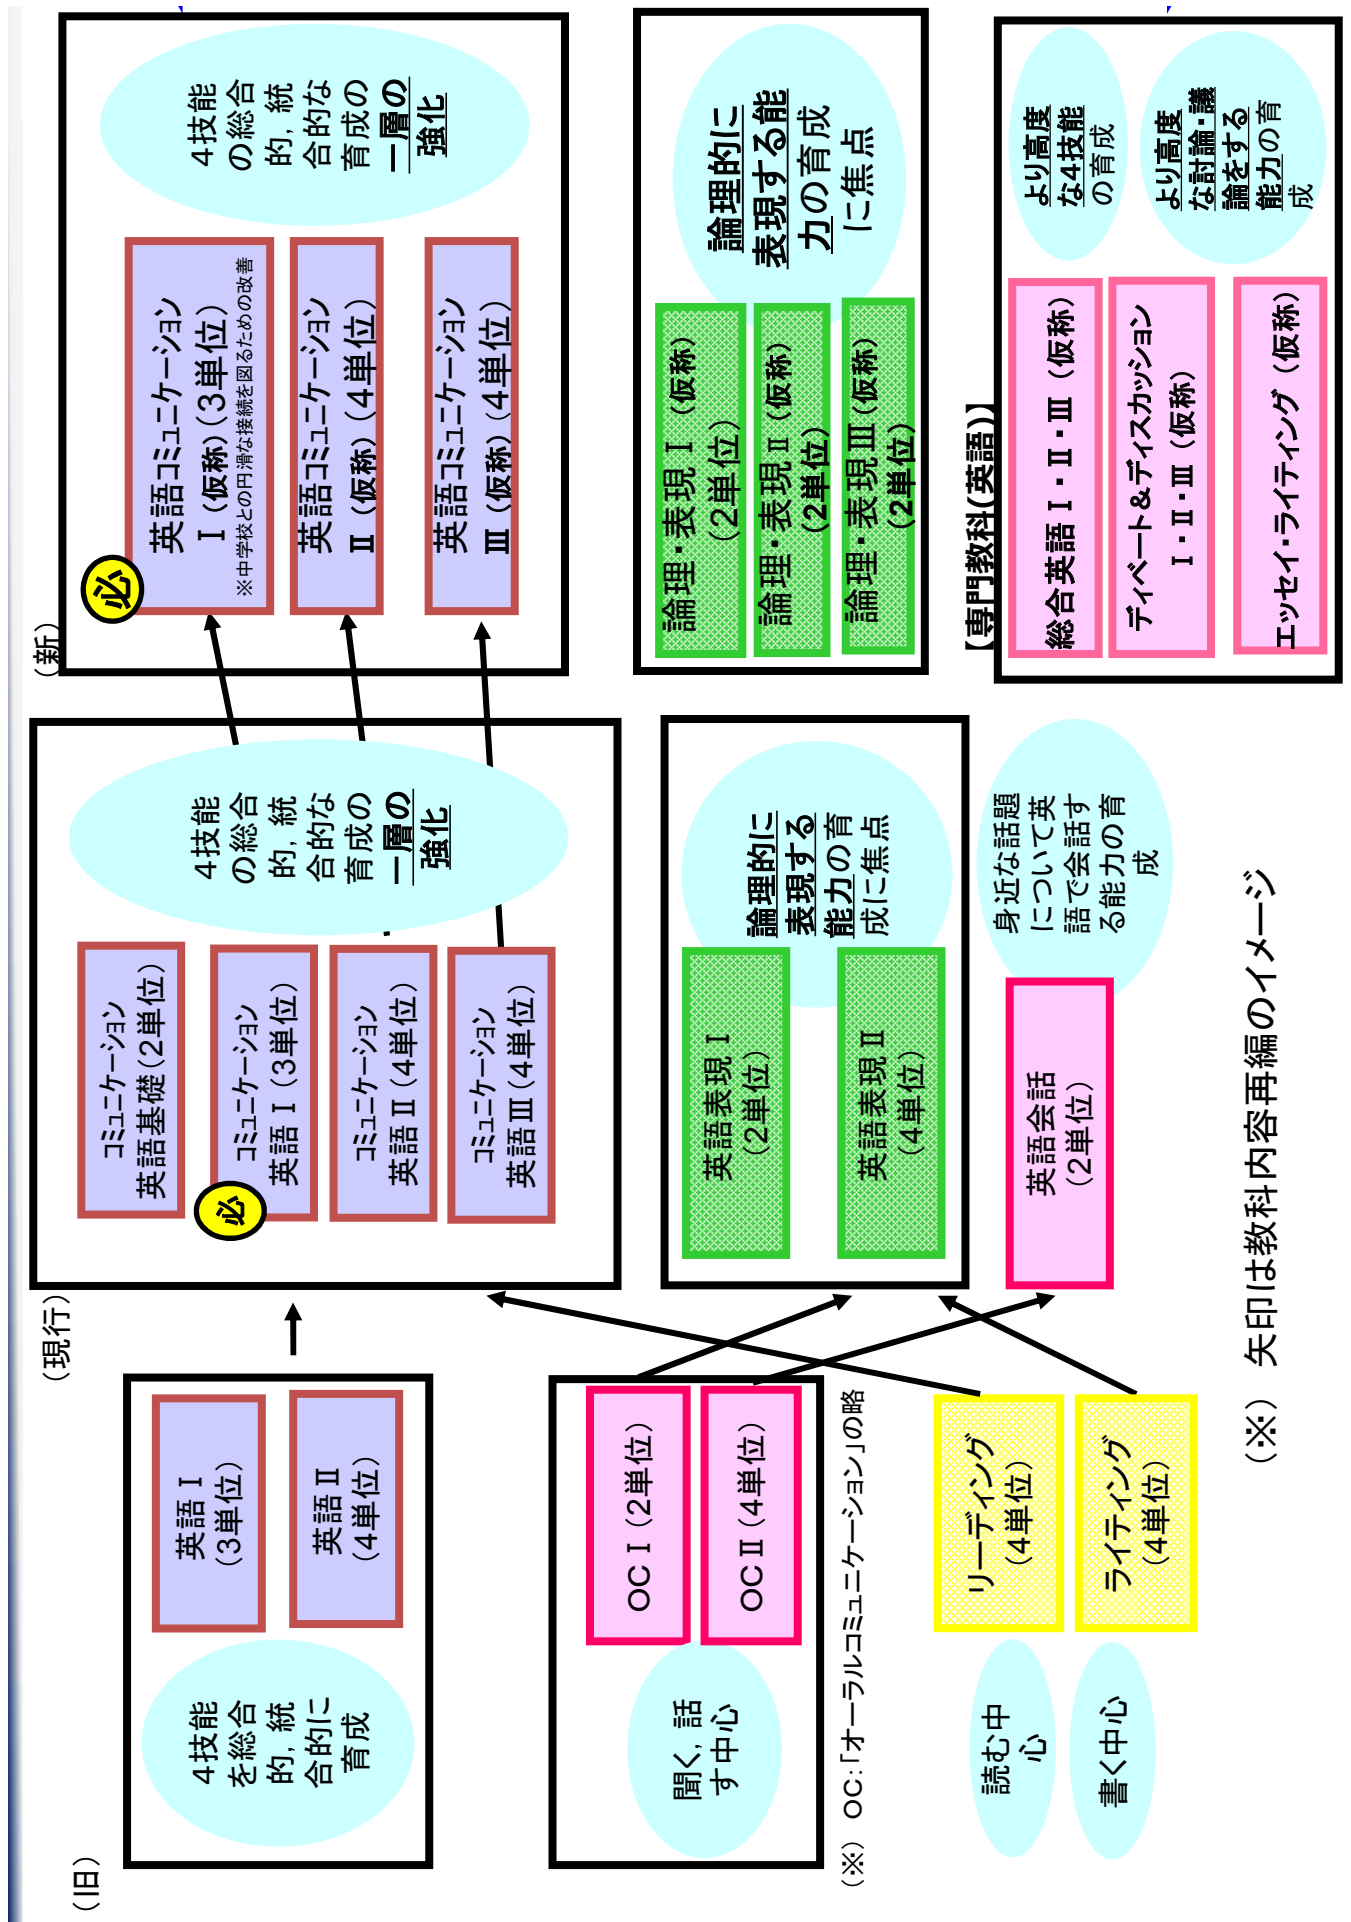 （旧）
4技能
を総合
的，統
合的に
育成
英語Ⅰ
（3単位）
英語Ⅱ
（4単位）
聞く，話
す中心
OCⅠ（2単位）
OCⅡ（4単位）
（※）　OC：「オーラルコミュニケーション」の略
読む中
心
リーディング
（4単位）
書く中心
ライティング
（4単位）
（現行）
コミュニケーション
英語基礎（2単位）
必
コミュニケーション
英語Ⅰ（3単位）
コミュニケーション
英語Ⅱ（4単位）
コミュニケーション
英語Ⅲ（4単位）
4技能
の総合
的，統
合的な
育成の
一層の
強化
英語表現Ⅰ
（2単位）
英語表現Ⅱ
（4単位）
論理的に
表現する
能力の育
成に焦点
英語会話
（2単位）
身近な話題
について英
語で会話す
る能力の育
成
（新）
必
英語コミュニケーション
Ⅰ（仮称）（3単位）
※中学校との円滑な接続を図るための改善
英語コミュニケーション
Ⅱ（仮称）（4単位）
英語コミュニケーション
Ⅲ（仮称）（4単位）
4技能
の総合
的，統
合的な
育成の
一層の
強化
論理・表現Ⅰ（仮称）
（2単位）
論理・表現Ⅱ（仮称）
（2単位）
論理・表現Ⅲ（仮称）
（2単位）
論理的に
表現する能
力の育成
に焦点
【専門教科(英語)】
総合英語Ⅰ・Ⅱ・Ⅲ（仮称）
ディベート＆ディスカッション
Ⅰ・Ⅱ・Ⅲ（仮称）
エッセイ・ライティング（仮称）
より高度
な4技能
の育成
より高度
な討論・議
論をする
能力の育
成
（※）　矢印は教科内容再編のイメージ